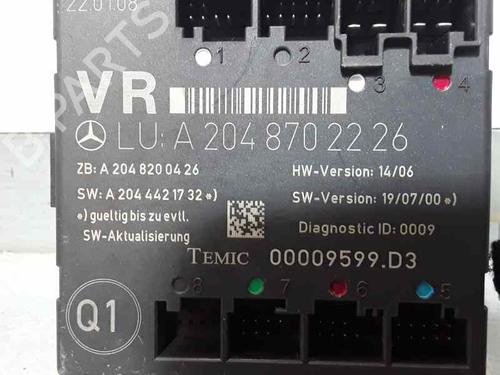 22.01.08
1 2
3 4
VR
LU: A 204 870 22 26
ZB: A 204 820 04 26
HW-Version: 14/06
SW: A 204 442 17 32 *)
SW-Version: 19/07/00 *)
*) gueltig bis zu evtl.
SW-Aktualisierung
Diagnostic ID: 0009
TEMIC 00009599.D3
8 7 6 5
Q1
B-PARTS